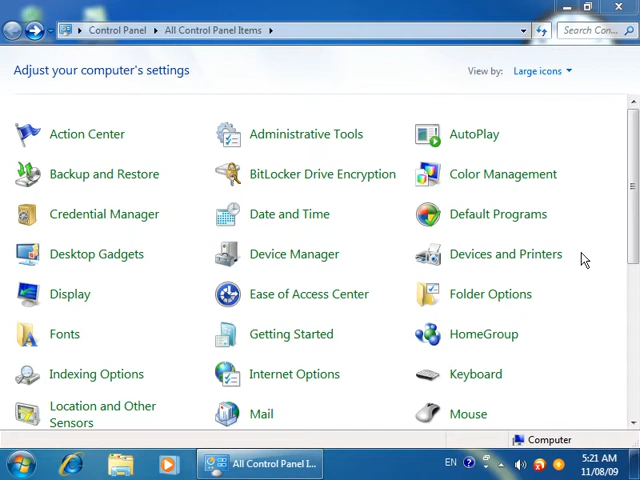 Control Panel
All Control Panel Items
Search Con...
Adjust your computer's settings
View by:
Large icons
Action Center
Administrative Tools
AutoPlay
Backup and Restore
BitLocker Drive Encryption
Color Management
Credential Manager
Date and Time
Default Programs
Desktop Gadgets
Device Manager
Devices and Printers
Display
Ease of Access Center
Folder Options
Fonts
Getting Started
HomeGroup
Indexing Options
Internet Options
Keyboard
Location and Other
Sensors
Mail
Mouse
Computer
All Control Panel I...
EN
5:21 AM
11/08/09